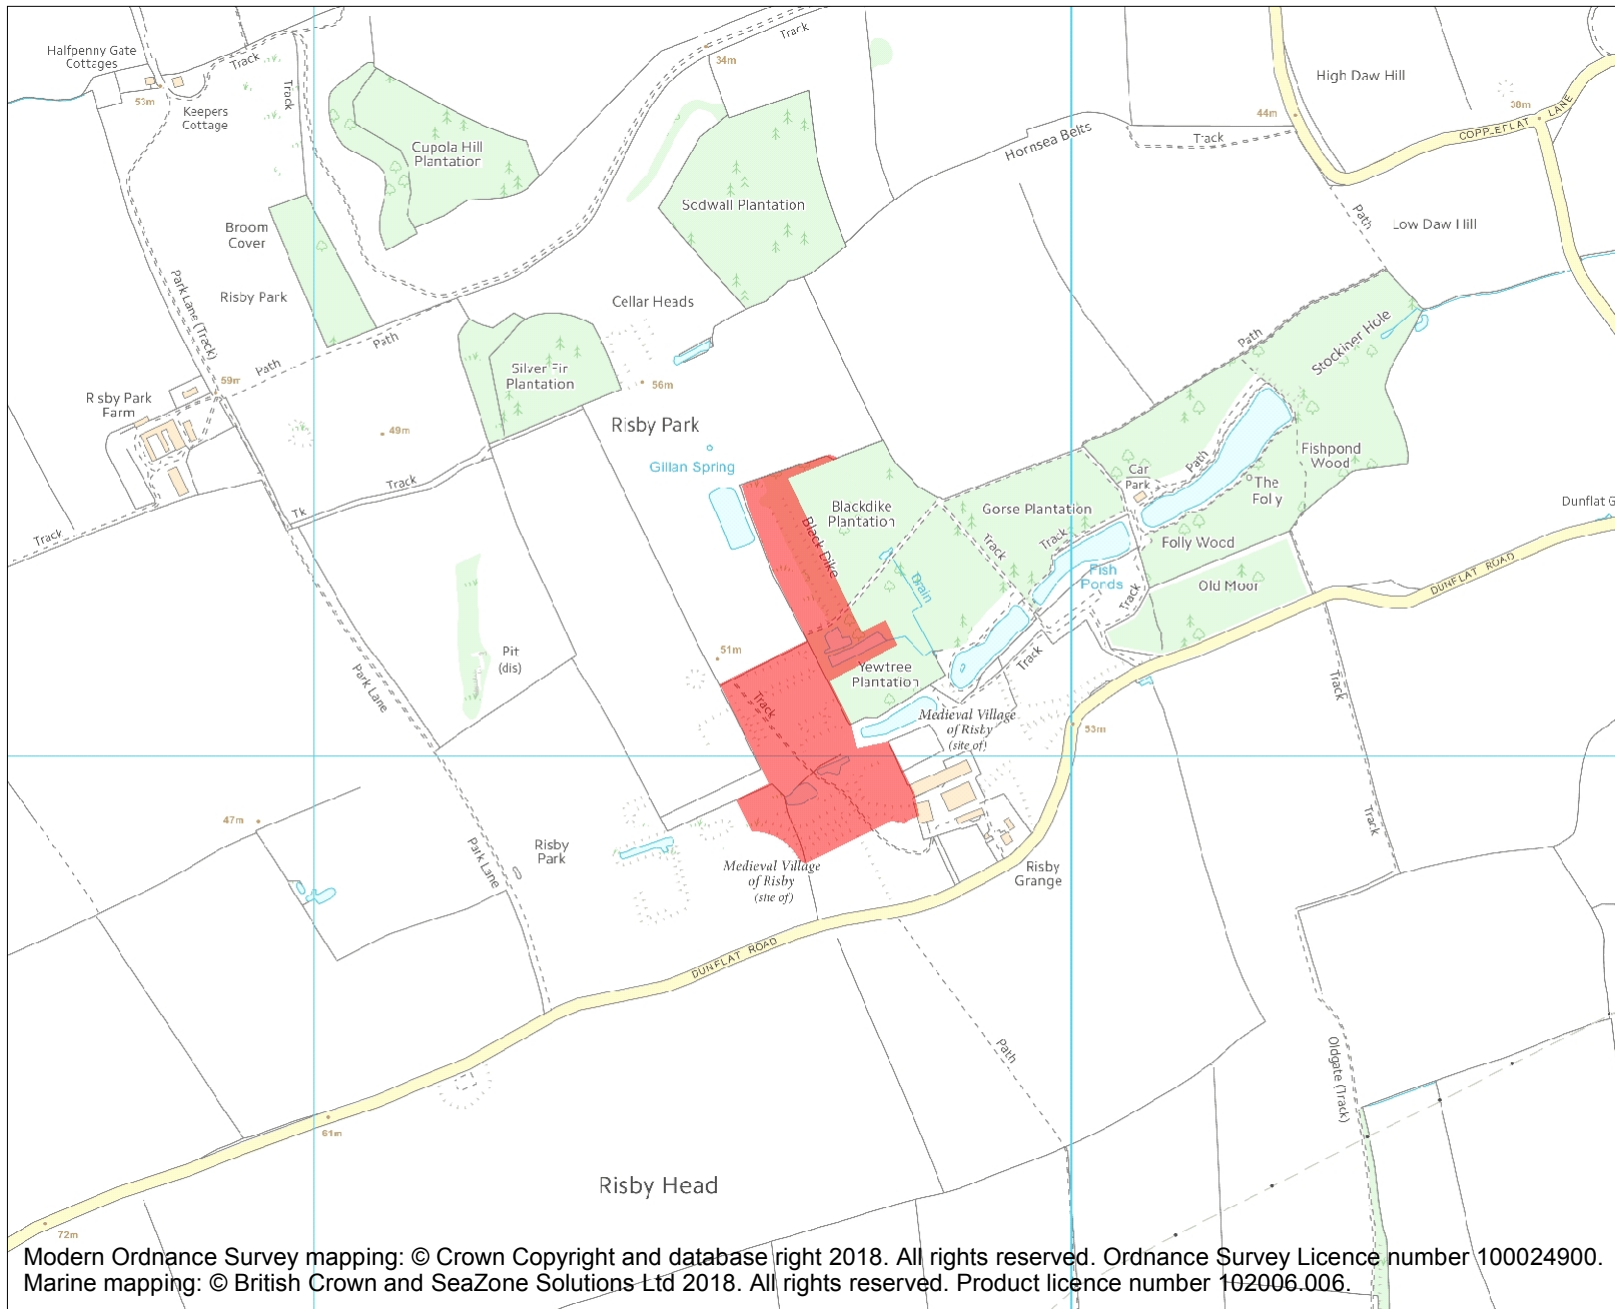 Halfpenny Gate
Cottages
Track
Track
34m
Track
High Daw Hill
53m
Keepers
Cottage
44m
38m
COPPLEFLAT LANE
Cupola Hill
Plantation
Hornsea Belts
Track
Scdwall Plantation
Path
Low Daw Hill
Broom
Cover
Park Lane (Track)
Risby Park
Cellar Heads
Path
Path
Path
Stockiner Hole
Silver Fir
Plantation
59m
56m
R sby Park
Farm
49m
Risby Park
Gillan Spring
Fishpond
Wood
Car
Park
Path
The
Fol y
Track
Tk
Track
Black Dike
Blackdike
Plantation
Gorse Plantation
Dunflat G
Track
Track
Folly Wood
Fish
Ponds
Drain
Track
Old Moor
DUNFLAT ROAD
Pit
(dis)
51m
Track
Yewtree
Plantation
Park Lane
Track
Track
Medieval Village
of Risby
(site of)
53m
47m
Track
Risby
Park
Park Lane
Medieval Village
of Risby
(site of)
Risby
Grange
DUNFLAT ROAD
Path
Oldgate (Track)
61m
Risby Head
72m
Modern Ordnance Survey mapping: © Crown Copyright and database right 2018. All rights reserved. Ordnance Survey Licence number 100024900.
Marine mapping: © British Crown and SeaZone Solutions Ltd 2018. All rights reserved. Product licence number 102006.006.